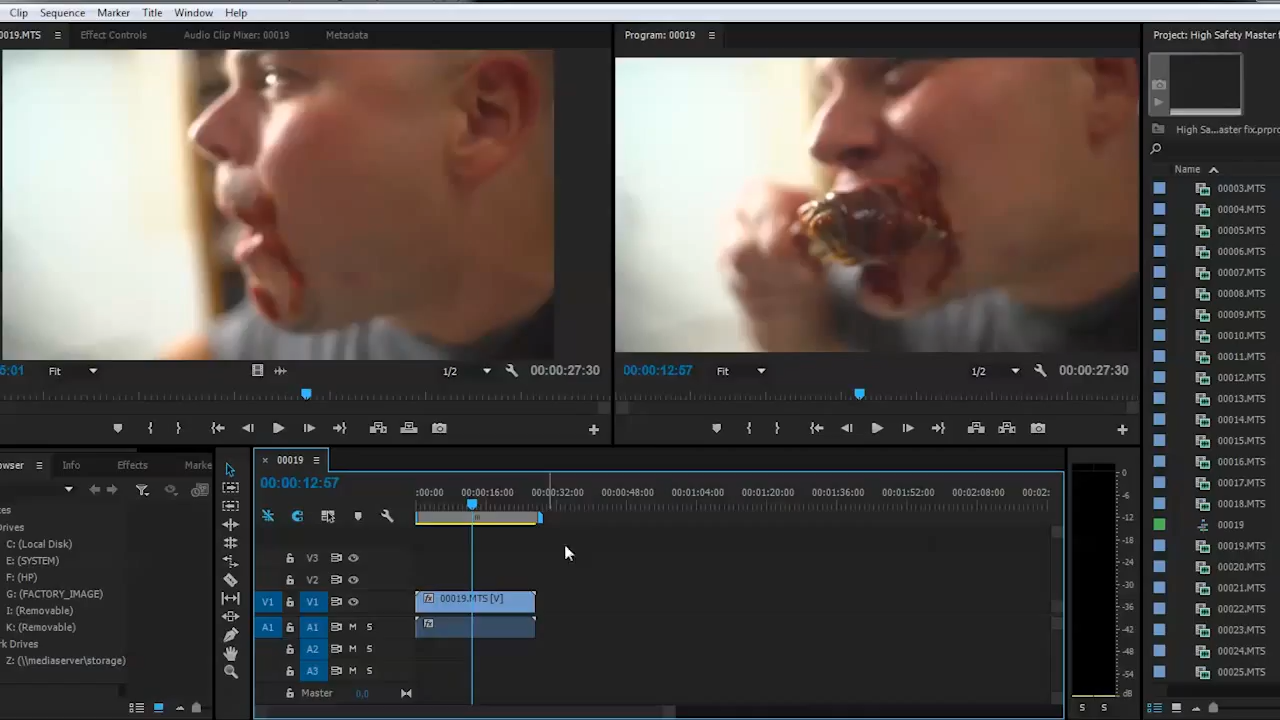 Clip Sequence Marker Title Window Help
0019.MTS Effect Controls Audio Clip Mixer: 00019 Metadata
Program: 00019
Project: High Safety Master f
High Sa...aster fix.prpro
Name
00003.MTS
00004.MTS
00005.MTS
00006.MTS
00007.MTS
00008.MTS
00009.MTS
00010.MTS
00011.MTS
00012.MTS
00013.MTS
00014.MTS
00015.MTS
00016.MTS
00017.MTS
00018.MTS
00019
00019.MTS
00020.MTS
00021.MTS
00022.MTS
00023.MTS
00024.MTS
00025.MTS
5:01 Fit 1/2 00:00:27:30
00:00:12:57 Fit 1/2 00:00:27:30
owser Info Effects Marke
tes
Drives
C: (Local Disk)
E: (SYSTEM)
F: (HP)
G: (FACTORY_IMAGE)
I: (Removable)
K: (Removable)
rk Drives
Z: (\\mediaserver\storage)
× 00019
00:00:12:57
:00:00 00:00:16:00 00:00:32:00 00:00:48:00 00:01:04:00 00:01:20:00 00:01:36:00 00:01:52:00 00:02:08:00 00:02:
V3
V2
V1 V1 fx 00019.MTS [V]
A1 A1 M S fx
A2 M S
A3 M S
Master 0.0
0
-6
-12
-18
-24
-30
-36
-42
-48
-54
dB
S S